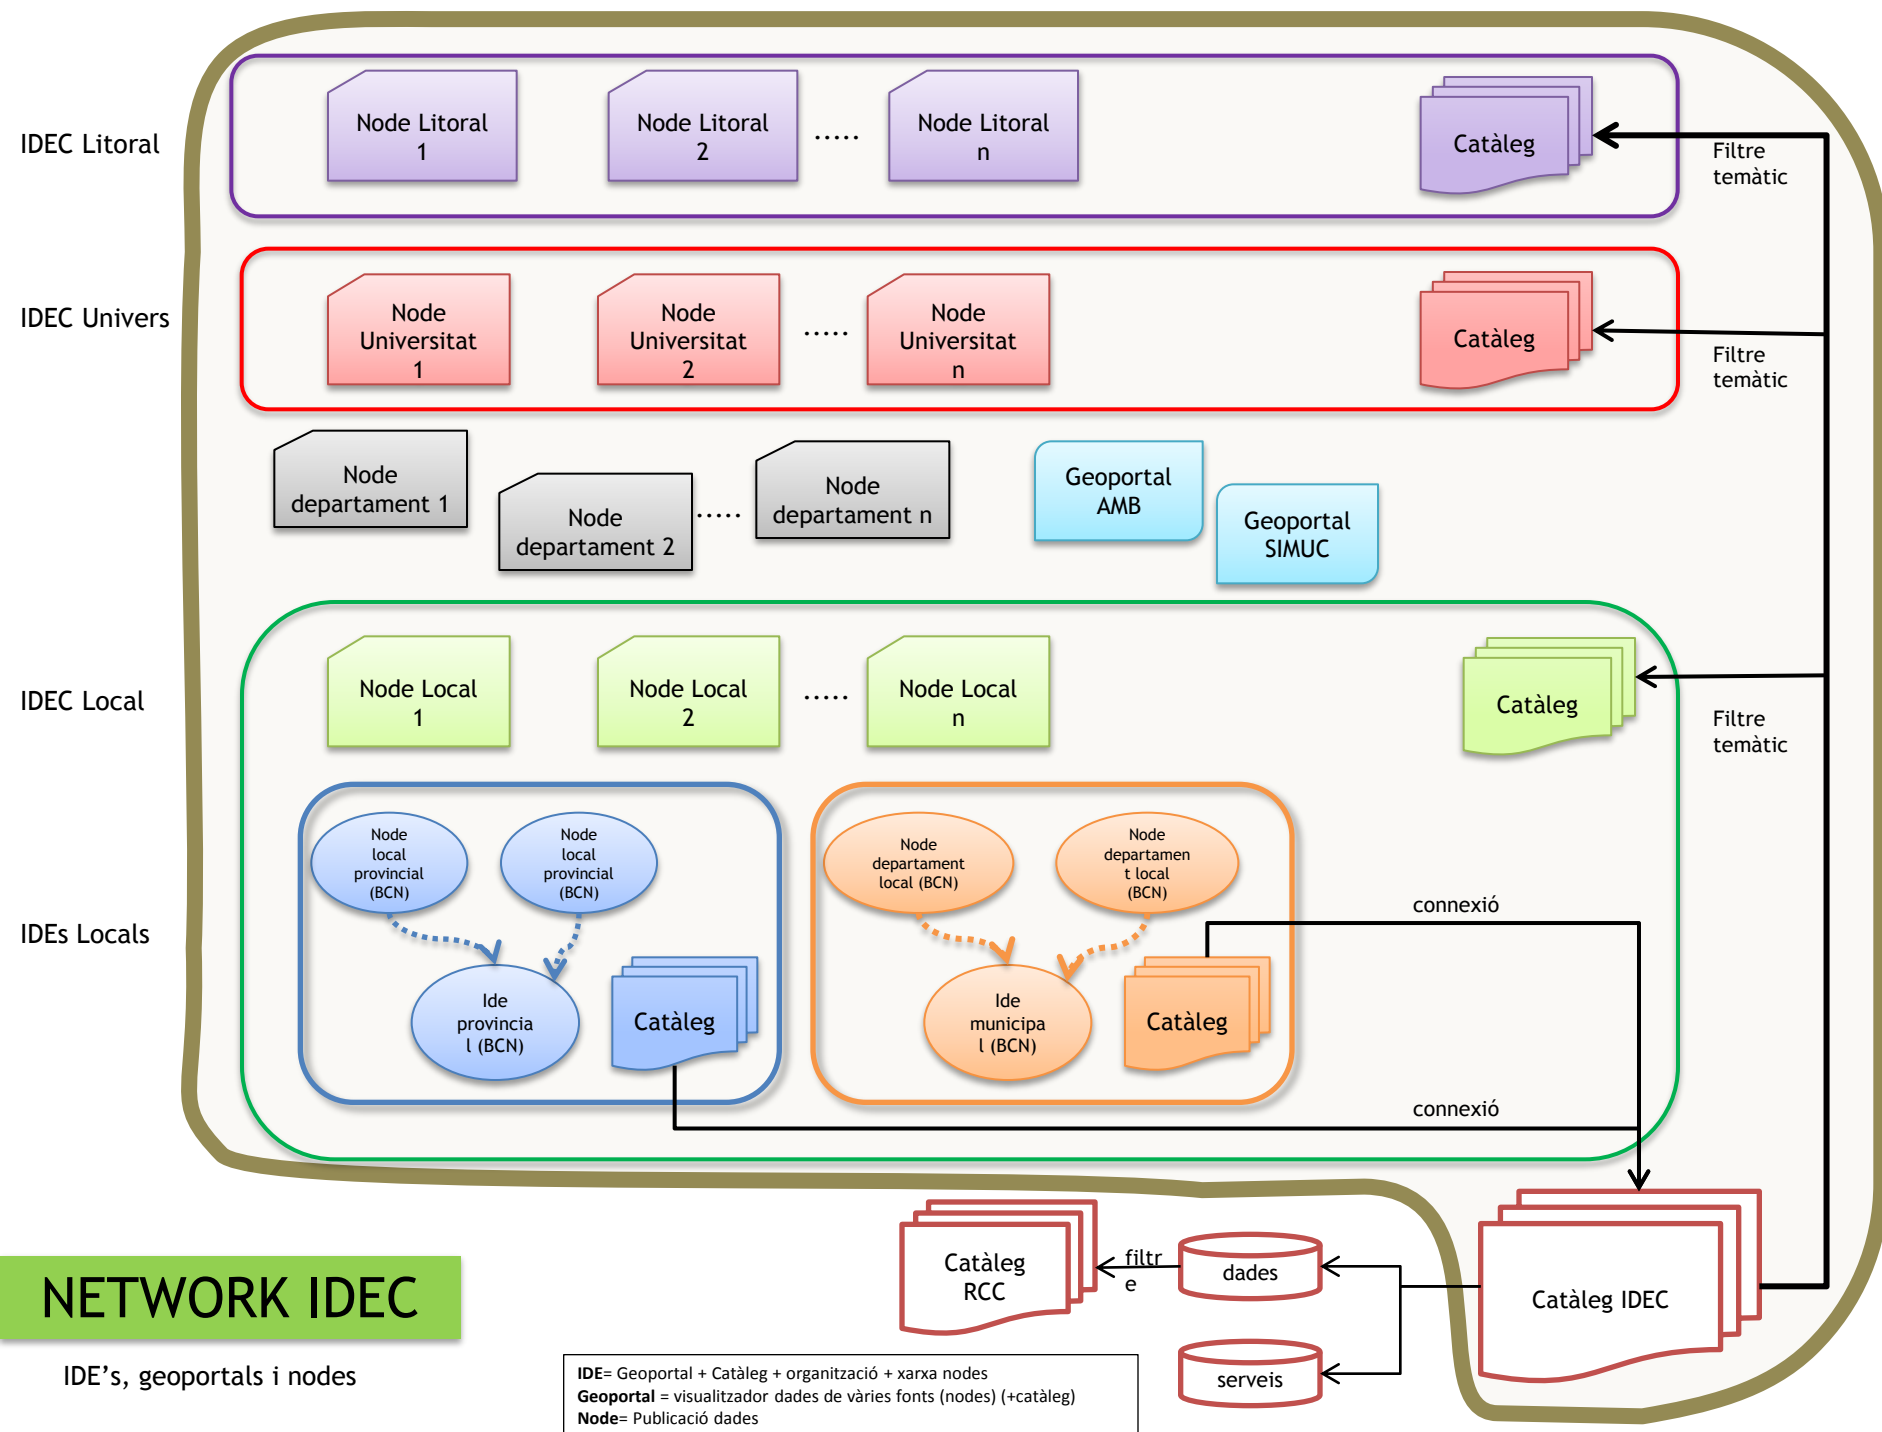 IDEC Litoral
Node Litoral
1
Node Litoral
2
.....
Node Litoral
n
Catàleg
Filtre
temàtic
IDEC Univers
Node
Universitat
1
Node
Universitat
2
.....
Node
Universitat
n
Catàleg
Filtre
temàtic
Node
departament 1
Node
departament 2
.....
Node
departament n
Geoportal
AMB
Geoportal
SIMUC
IDEC Local
Node Local
1
Node Local
2
.....
Node Local
n
Catàleg
Filtre
temàtic
IDEs Locals
Node
local
provincial
(BCN)
Node
local
provincial
(BCN)
Ide
provincia
l (BCN)
Catàleg
Node
departament
local (BCN)
Node
departamen
t local
(BCN)
Ide
municipa
l (BCN)
Catàleg
connexió
connexió
Catàleg
RCC
filtr
e
dades
serveis
Catàleg IDEC
NETWORK IDEC
IDE's, geoportals i nodes
IDE= Geoportal + Catàleg + organització + xarxa nodes
Geoportal = visualitzador dades de vàries fonts (nodes) (+catàleg)
Node= Publicació dades